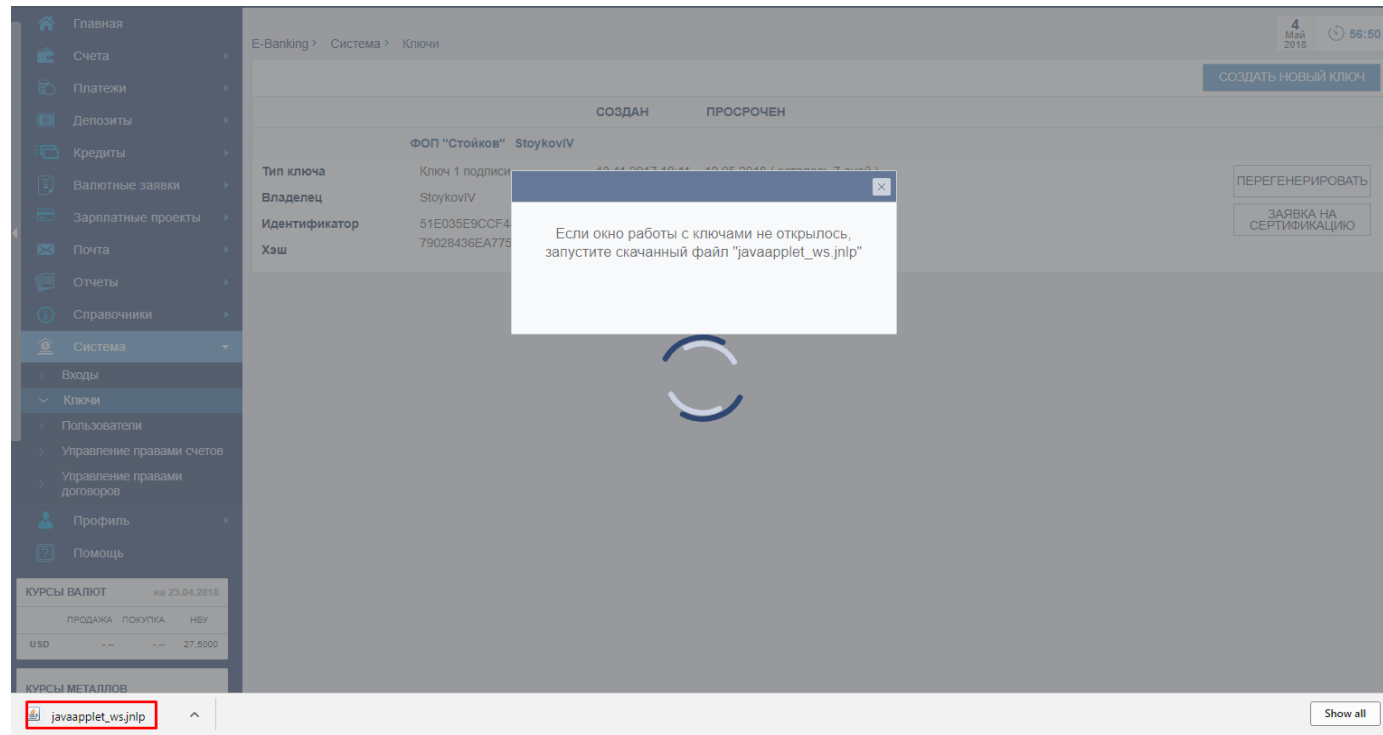 Главная
Счета
Платежи
Депозиты
Кредиты
Валютные заявки
Зарплатные проекты
Почта
Отчеты
Справочники
Система
Входы
Ключи
Пользователи
Управление правами счетов
Управление правами
договоров
Профиль
Помощь
КУРСЫ ВАЛЮТ на 23.04.2018
ПРОДАЖА ПОКУПКА НБУ
USD -.-- -.-- 27,5000
КУРСЫ МЕТАЛЛОВ
E-Banking > Система > Ключи
4
Май
2018
56:50
СОЗДАТЬ НОВЫЙ КЛЮЧ
СОЗДАН ПРОСРОЧЕН
ФОП "Стойков" StoykovIV
Тип ключа Ключ 1 подписи
Владелец StoykovIV
Идентификатор 51E035E9CCF4
Хэш 79028436EA775
ПЕРЕГЕНЕРИРОВАТЬ
ЗАЯВКА НА
СЕРТИФИКАЦИЮ
Если окно работы с ключами не открылось,
запустите скачанный файл "javaapplet_ws.jnlp"
javaapplet_ws.jnlp
Show all